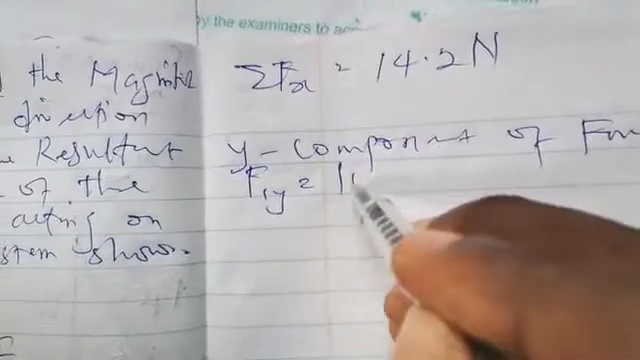 by the examiners to
the Magnitu
direction
Resultant
of the
acting on
stem shown.
ΣFx = 14.2N
y-component of For
F1y = 1